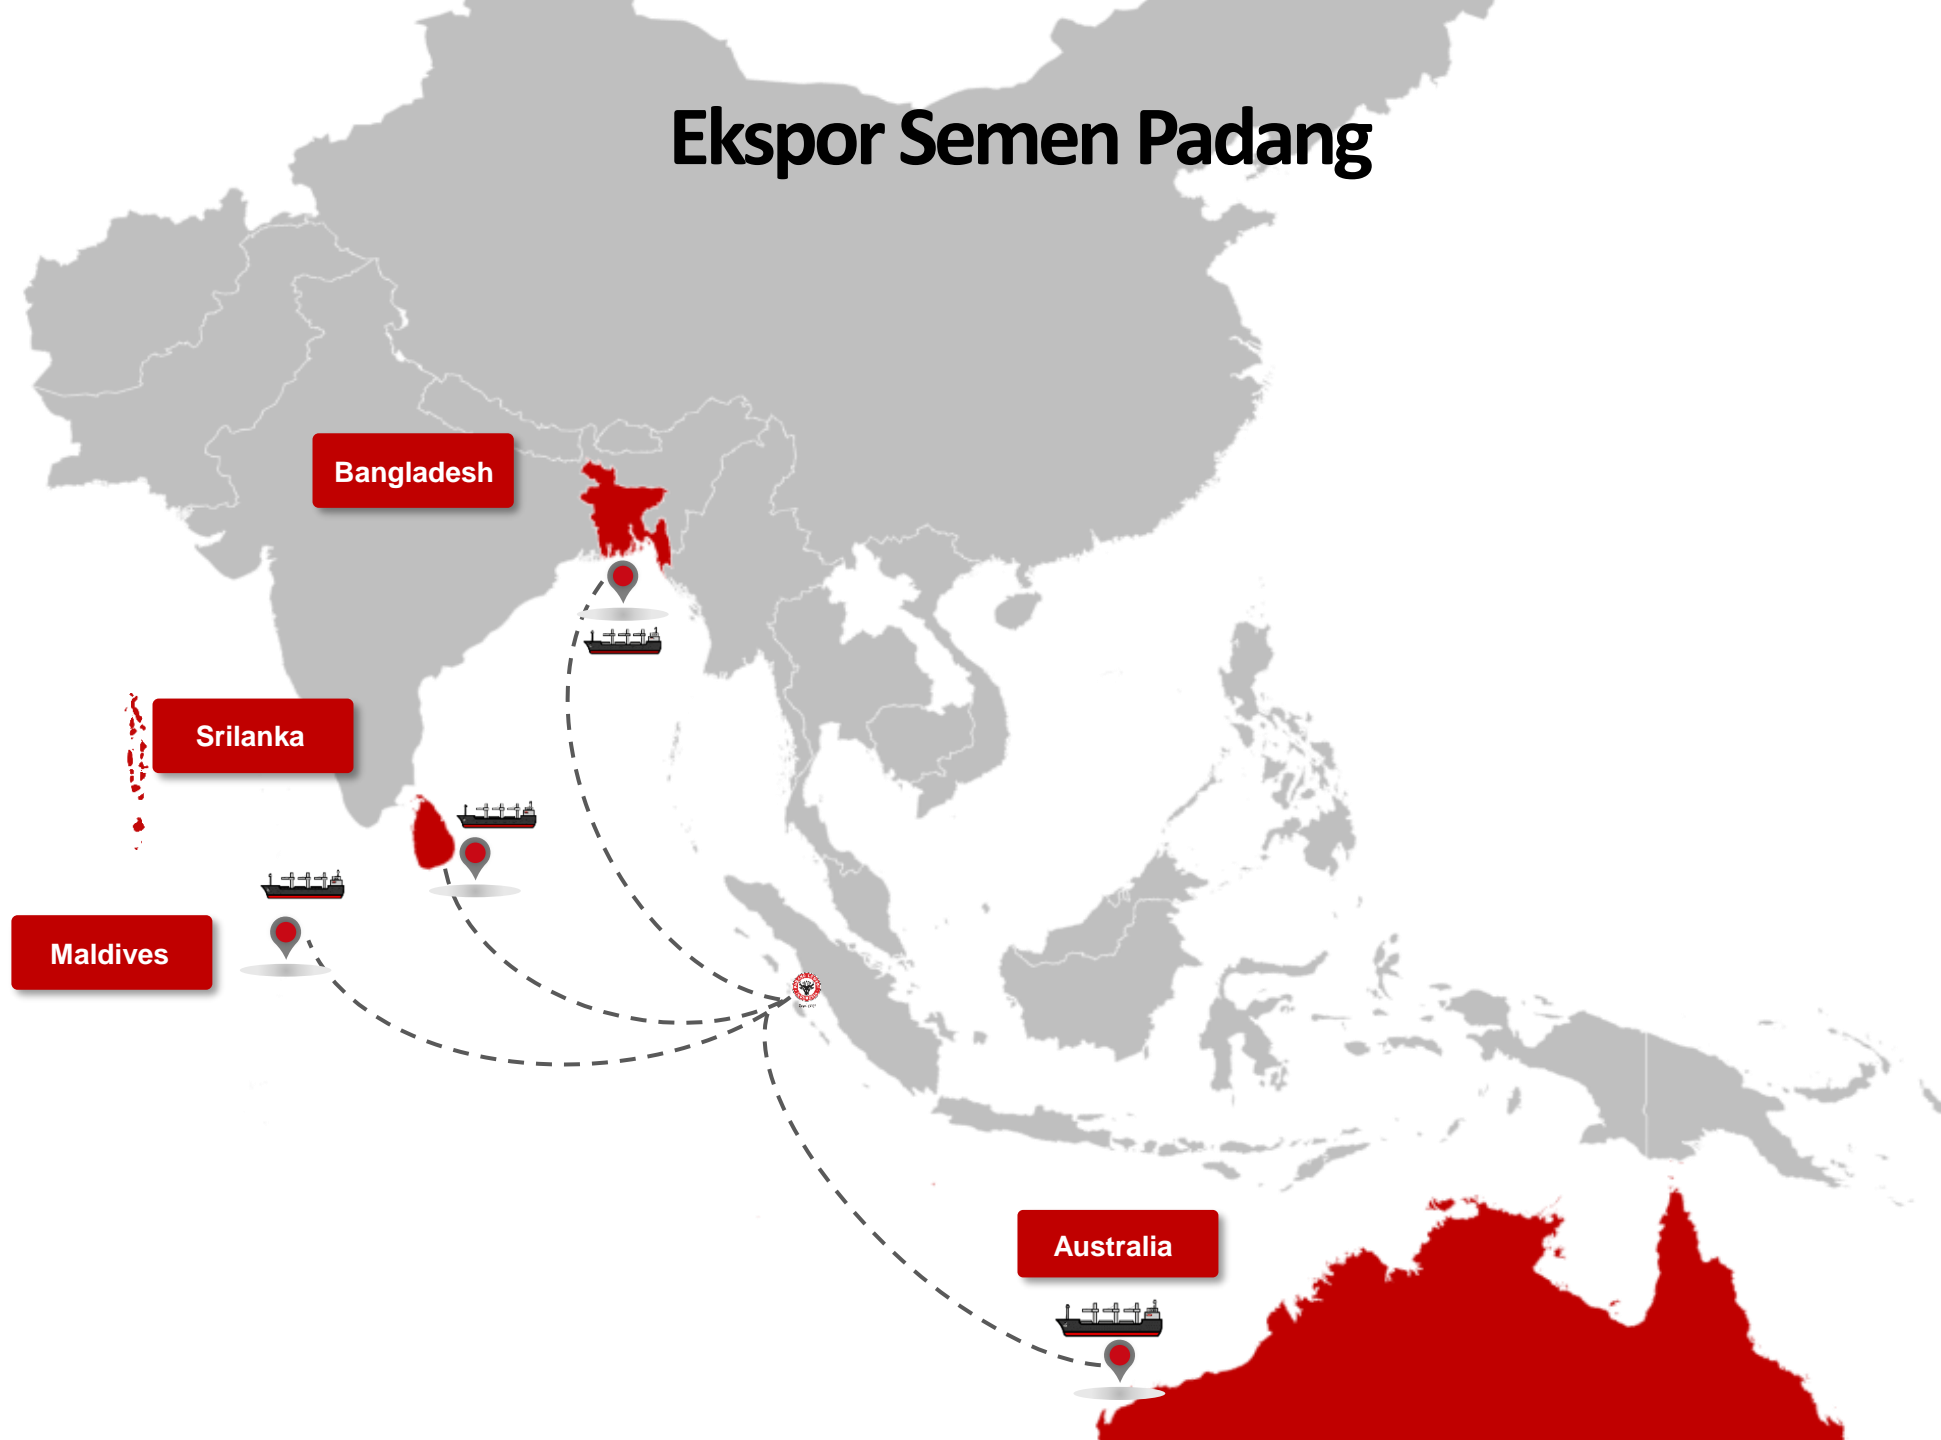 Ekspor Semen Padang
Bangladesh
Srilanka
Maldives
Australia